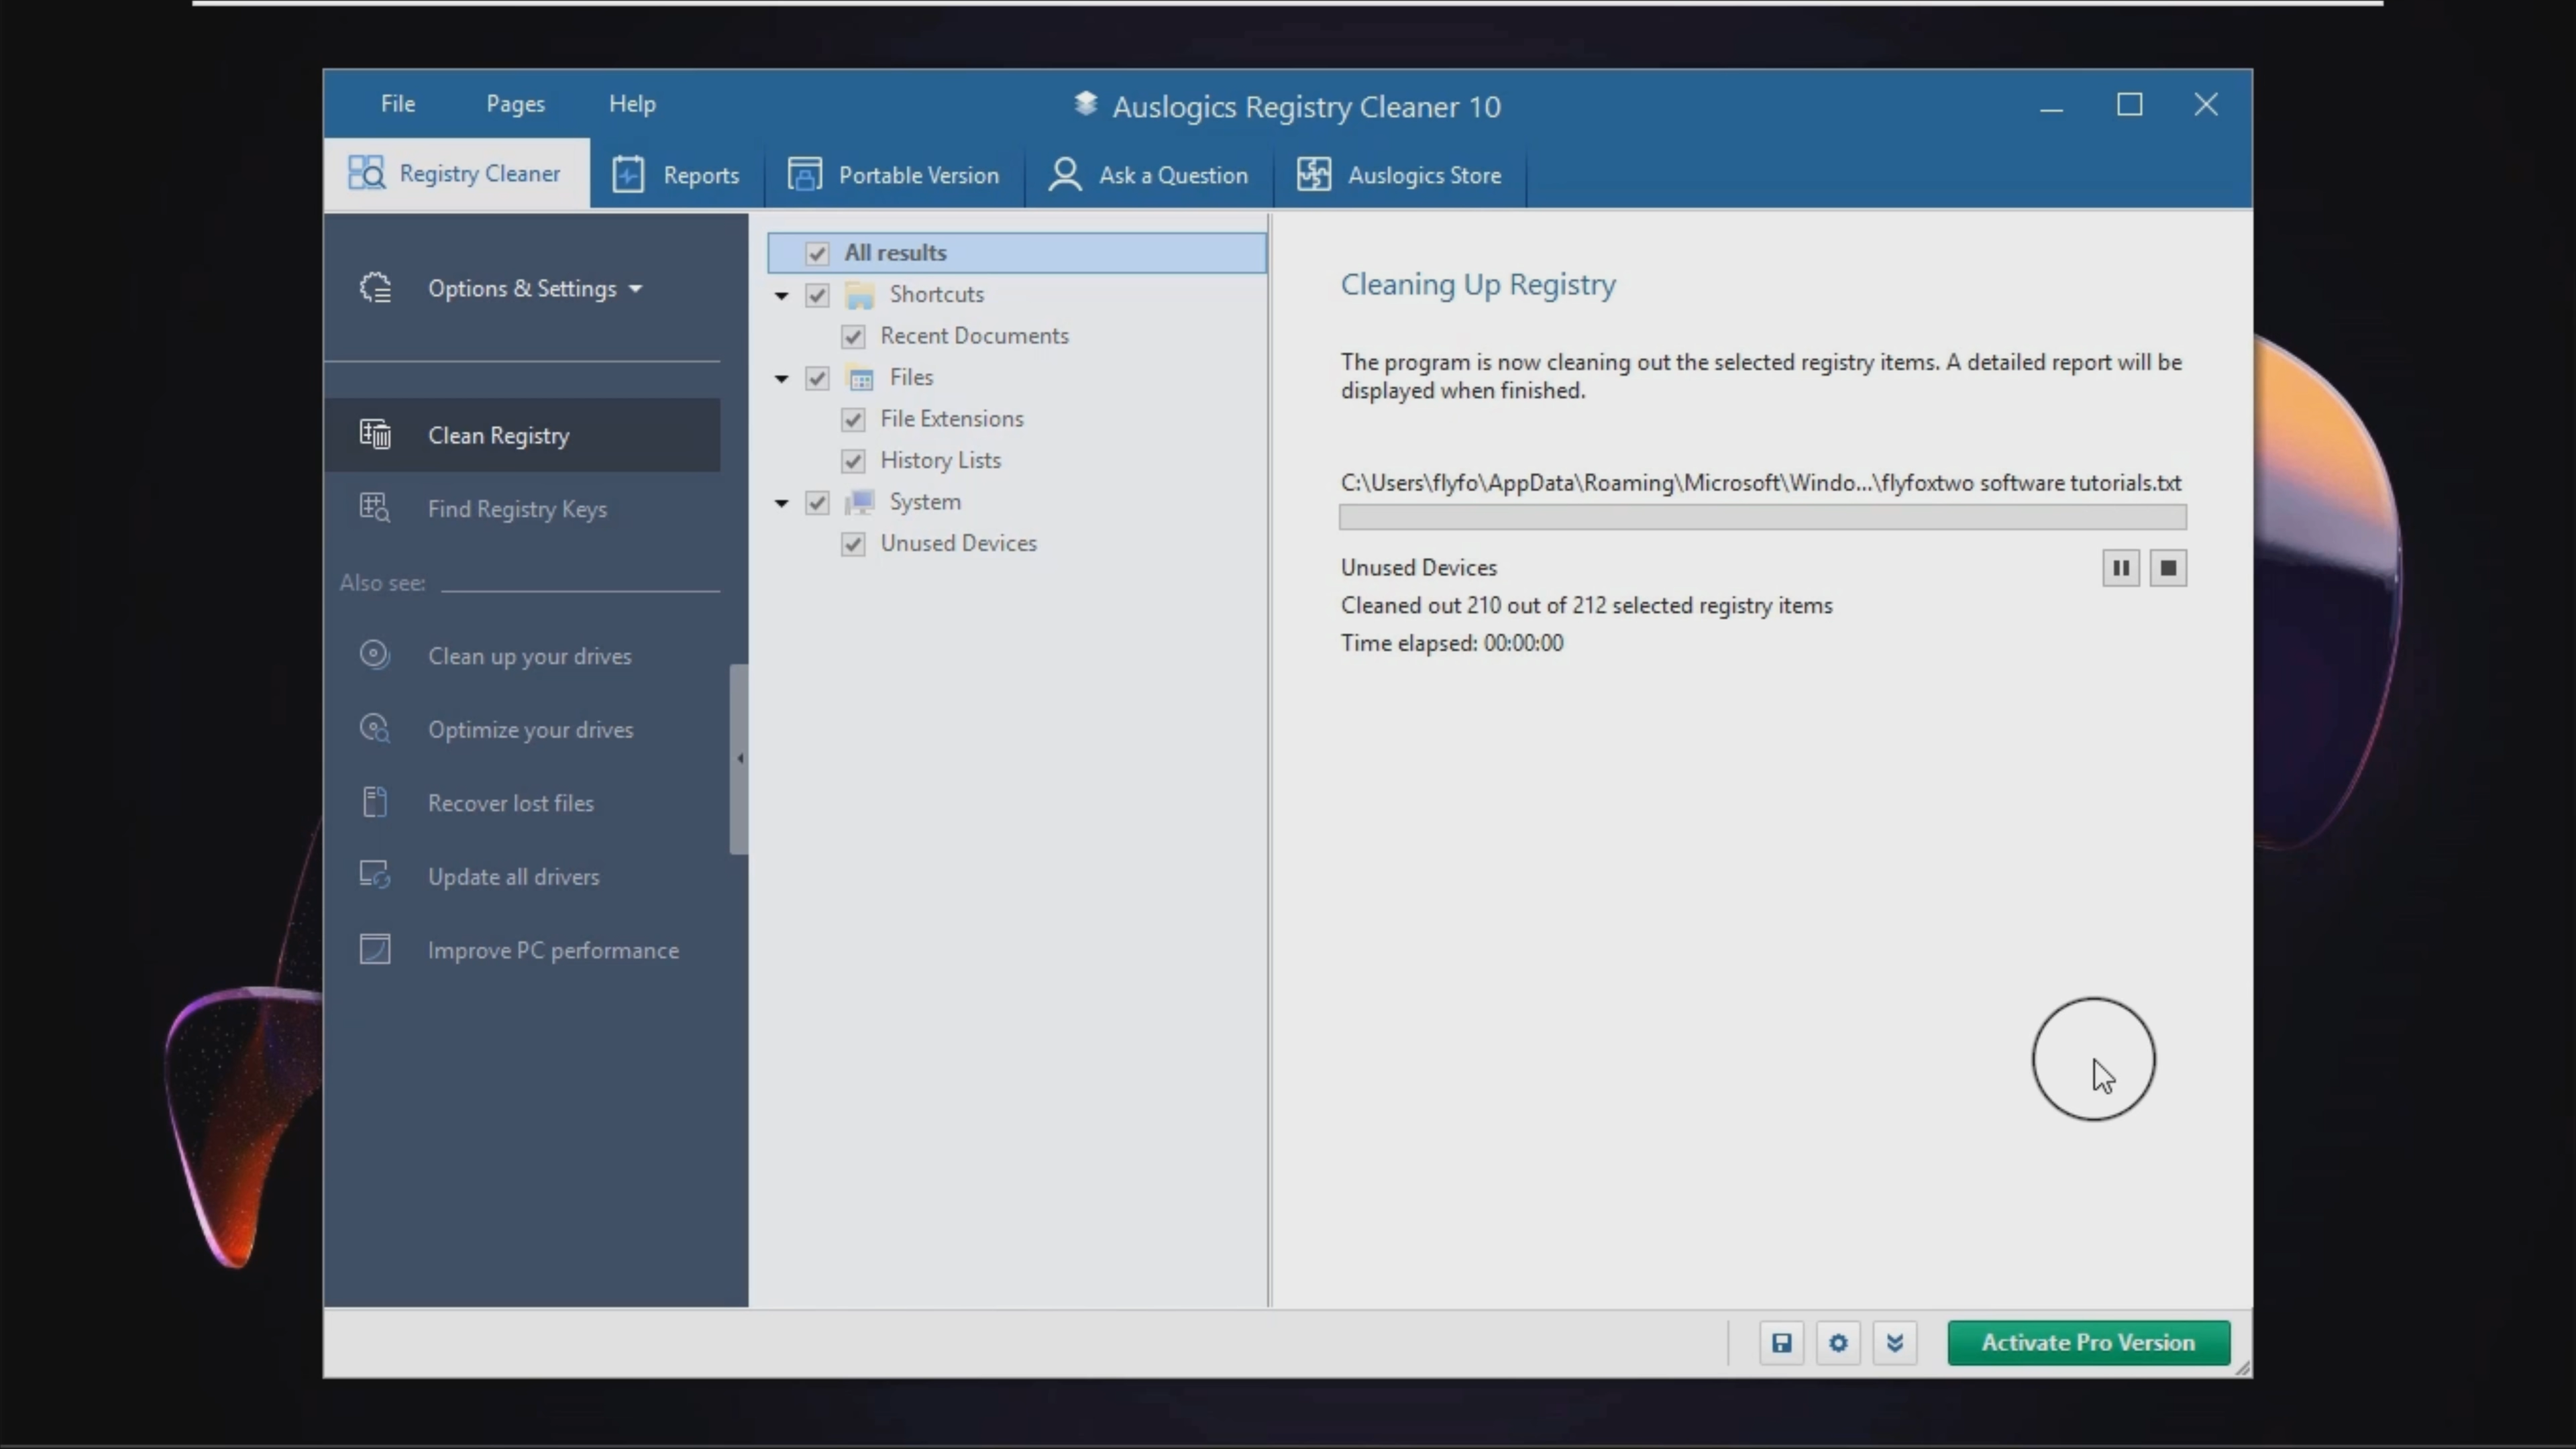 File Pages Help
Auslogics Registry Cleaner 10
Registry Cleaner Reports Portable Version Ask a Question Auslogics Store
Options & Settings
Clean Registry
Find Registry Keys
Also see:
Clean up your drives
Optimize your drives
Recover lost files
Update all drivers
Improve PC performance
All results
Shortcuts
Recent Documents
Files
File Extensions
History Lists
System
Unused Devices
Cleaning Up Registry
The program is now cleaning out the selected registry items. A detailed report will be
displayed when finished.
C:\Users\flyfo\AppData\Roaming\Microsoft\Windo...\flyfoxtwo software tutorials.txt
Unused Devices
Cleaned out 210 out of 212 selected registry items
Time elapsed: 00:00:00
Activate Pro Version